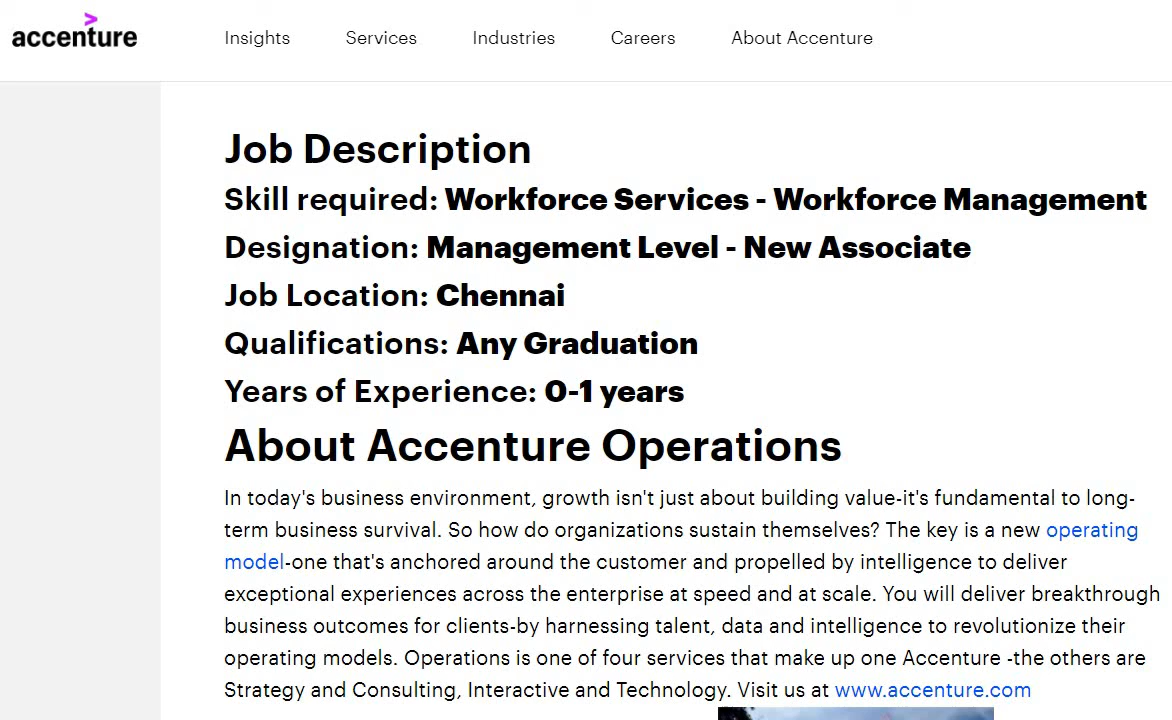 accenture
Insights Services Industries Careers About Accenture
Job Description
Skill required: Workforce Services - Workforce Management
Designation: Management Level - New Associate
Job Location: Chennai
Qualifications: Any Graduation
Years of Experience: 0-1 years
About Accenture Operations
In today's business environment, growth isn't just about building value-it's fundamental to long-
term business survival. So how do organizations sustain themselves? The key is a new operating
model-one that's anchored around the customer and propelled by intelligence to deliver
exceptional experiences across the enterprise at speed and at scale. You will deliver breakthrough
business outcomes for clients-by harnessing talent, data and intelligence to revolutionize their
operating models. Operations is one of four services that make up one Accenture -the others are
Strategy and Consulting, Interactive and Technology. Visit us at www.accenture.com